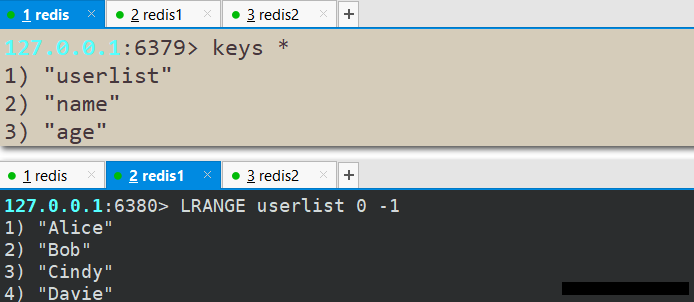 1 redis × 2 redis1 × 3 redis2 × +
127.0.0.1:6379> keys *
1) "userlist"
2) "name"
3) "age"
1 redis × 2 redis1 × 3 redis2 × +
127.0.0.1:6380> LRANGE userlist 0 -1
1) "Alice"
2) "Bob"
3) "Cindy"
4) "Davie"